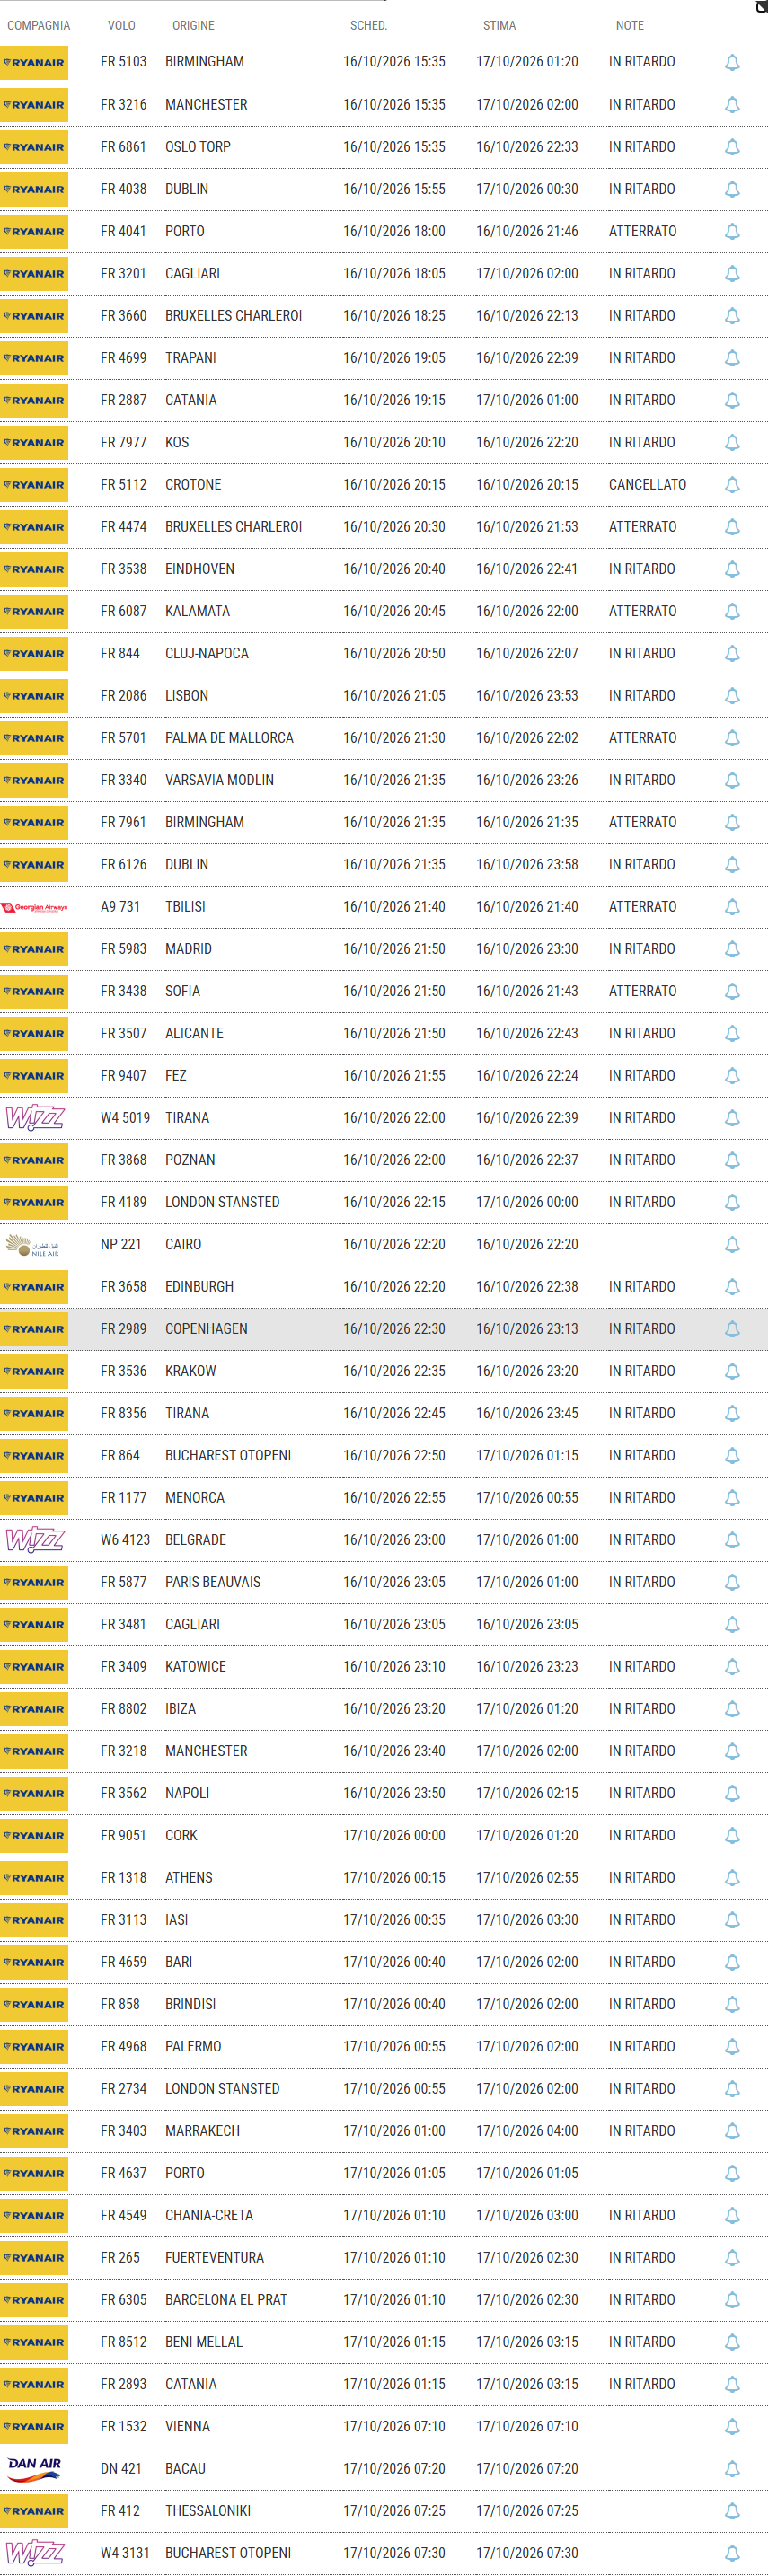 COMPAGNIA VOLO ORIGINE SCHED. STIMA NOTE
RYANAIR FR 5103 BIRMINGHAM 16/10/2026 15:35 17/10/2026 01:20 IN RITARDO
RYANAIR FR 3216 MANCHESTER 16/10/2026 15:35 17/10/2026 02:00 IN RITARDO
RYANAIR FR 6861 OSLO TORP 16/10/2026 15:35 16/10/2026 22:33 IN RITARDO
RYANAIR FR 4038 DUBLIN 16/10/2026 15:55 17/10/2026 00:30 IN RITARDO
RYANAIR FR 4041 PORTO 16/10/2026 18:00 16/10/2026 21:46 ATTERRATO
RYANAIR FR 3201 CAGLIARI 16/10/2026 18:05 17/10/2026 02:00 IN RITARDO
RYANAIR FR 3660 BRUXELLES CHARLEROI 16/10/2026 18:25 16/10/2026 22:13 IN RITARDO
RYANAIR FR 4699 TRAPANI 16/10/2026 19:05 16/10/2026 22:39 IN RITARDO
RYANAIR FR 2887 CATANIA 16/10/2026 19:15 17/10/2026 01:00 IN RITARDO
RYANAIR FR 7977 KOS 16/10/2026 20:10 16/10/2026 22:20 IN RITARDO
RYANAIR FR 5112 CROTONE 16/10/2026 20:15 16/10/2026 20:15 CANCELLATO
RYANAIR FR 4474 BRUXELLES CHARLEROI 16/10/2026 20:30 16/10/2026 21:53 ATTERRATO
RYANAIR FR 3538 EINDHOVEN 16/10/2026 20:40 16/10/2026 22:41 IN RITARDO
RYANAIR FR 6087 KALAMATA 16/10/2026 20:45 16/10/2026 22:00 ATTERRATO
RYANAIR FR 844 CLUJ-NAPOCA 16/10/2026 20:50 16/10/2026 22:07 IN RITARDO
RYANAIR FR 2086 LISBON 16/10/2026 21:05 16/10/2026 23:53 IN RITARDO
RYANAIR FR 5701 PALMA DE MALLORCA 16/10/2026 21:30 16/10/2026 22:02 ATTERRATO
RYANAIR FR 3340 VARSAVIA MODLIN 16/10/2026 21:35 16/10/2026 23:26 IN RITARDO
RYANAIR FR 7961 BIRMINGHAM 16/10/2026 21:35 16/10/2026 21:35 ATTERRATO
RYANAIR FR 6126 DUBLIN 16/10/2026 21:35 16/10/2026 23:58 IN RITARDO
Georgian Airways A9 731 TBILISI 16/10/2026 21:40 16/10/2026 21:40 ATTERRATO
RYANAIR FR 5983 MADRID 16/10/2026 21:50 16/10/2026 23:30 IN RITARDO
RYANAIR FR 3438 SOFIA 16/10/2026 21:50 16/10/2026 21:43 ATTERRATO
RYANAIR FR 3507 ALICANTE 16/10/2026 21:50 16/10/2026 22:43 IN RITARDO
RYANAIR FR 9407 FEZ 16/10/2026 21:55 16/10/2026 22:24 IN RITARDO
WIZZ W4 5019 TIRANA 16/10/2026 22:00 16/10/2026 22:39 IN RITARDO
RYANAIR FR 3868 POZNAN 16/10/2026 22:00 16/10/2026 22:37 IN RITARDO
RYANAIR FR 4189 LONDON STANSTED 16/10/2026 22:15 17/10/2026 00:00 IN RITARDO
النيل للطيران NILE AIR NP 221 CAIRO 16/10/2026 22:20 16/10/2026 22:20
RYANAIR FR 3658 EDINBURGH 16/10/2026 22:20 16/10/2026 22:38 IN RITARDO
RYANAIR FR 2989 COPENHAGEN 16/10/2026 22:30 16/10/2026 23:13 IN RITARDO
RYANAIR FR 3536 KRAKOW 16/10/2026 22:35 16/10/2026 23:20 IN RITARDO
RYANAIR FR 8356 TIRANA 16/10/2026 22:45 16/10/2026 23:45 IN RITARDO
RYANAIR FR 864 BUCHAREST OTOPENI 16/10/2026 22:50 17/10/2026 01:15 IN RITARDO
RYANAIR FR 1177 MENORCA 16/10/2026 22:55 17/10/2026 00:55 IN RITARDO
WIZZ W6 4123 BELGRADE 16/10/2026 23:00 17/10/2026 01:00 IN RITARDO
RYANAIR FR 5877 PARIS BEAUVAIS 16/10/2026 23:05 17/10/2026 01:00 IN RITARDO
RYANAIR FR 3481 CAGLIARI 16/10/2026 23:05 16/10/2026 23:05
RYANAIR FR 3409 KATOWICE 16/10/2026 23:10 16/10/2026 23:23 IN RITARDO
RYANAIR FR 8802 IBIZA 16/10/2026 23:20 17/10/2026 01:20 IN RITARDO
RYANAIR FR 3218 MANCHESTER 16/10/2026 23:40 17/10/2026 02:00 IN RITARDO
RYANAIR FR 3562 NAPOLI 16/10/2026 23:50 17/10/2026 02:15 IN RITARDO
RYANAIR FR 9051 CORK 17/10/2026 00:00 17/10/2026 01:20 IN RITARDO
RYANAIR FR 1318 ATHENS 17/10/2026 00:15 17/10/2026 02:55 IN RITARDO
RYANAIR FR 3113 IASI 17/10/2026 00:35 17/10/2026 03:30 IN RITARDO
RYANAIR FR 4659 BARI 17/10/2026 00:40 17/10/2026 02:00 IN RITARDO
RYANAIR FR 858 BRINDISI 17/10/2026 00:40 17/10/2026 02:00 IN RITARDO
RYANAIR FR 4968 PALERMO 17/10/2026 00:55 17/10/2026 02:00 IN RITARDO
RYANAIR FR 2734 LONDON STANSTED 17/10/2026 00:55 17/10/2026 02:00 IN RITARDO
RYANAIR FR 3403 MARRAKECH 17/10/2026 01:00 17/10/2026 04:00 IN RITARDO
RYANAIR FR 4637 PORTO 17/10/2026 01:05 17/10/2026 01:05
RYANAIR FR 4549 CHANIA-CRETA 17/10/2026 01:10 17/10/2026 03:00 IN RITARDO
RYANAIR FR 265 FUERTEVENTURA 17/10/2026 01:10 17/10/2026 02:30 IN RITARDO
RYANAIR FR 6305 BARCELONA EL PRAT 17/10/2026 01:10 17/10/2026 02:30 IN RITARDO
RYANAIR FR 8512 BENI MELLAL 17/10/2026 01:15 17/10/2026 03:15 IN RITARDO
RYANAIR FR 2893 CATANIA 17/10/2026 01:15 17/10/2026 03:15 IN RITARDO
RYANAIR FR 1532 VIENNA 17/10/2026 07:10 17/10/2026 07:10
DAN AIR DN 421 BACAU 17/10/2026 07:20 17/10/2026 07:20
RYANAIR FR 412 THESSALONIKI 17/10/2026 07:25 17/10/2026 07:25
WIZZ W4 3131 BUCHAREST OTOPENI 17/10/2026 07:30 17/10/2026 07:30